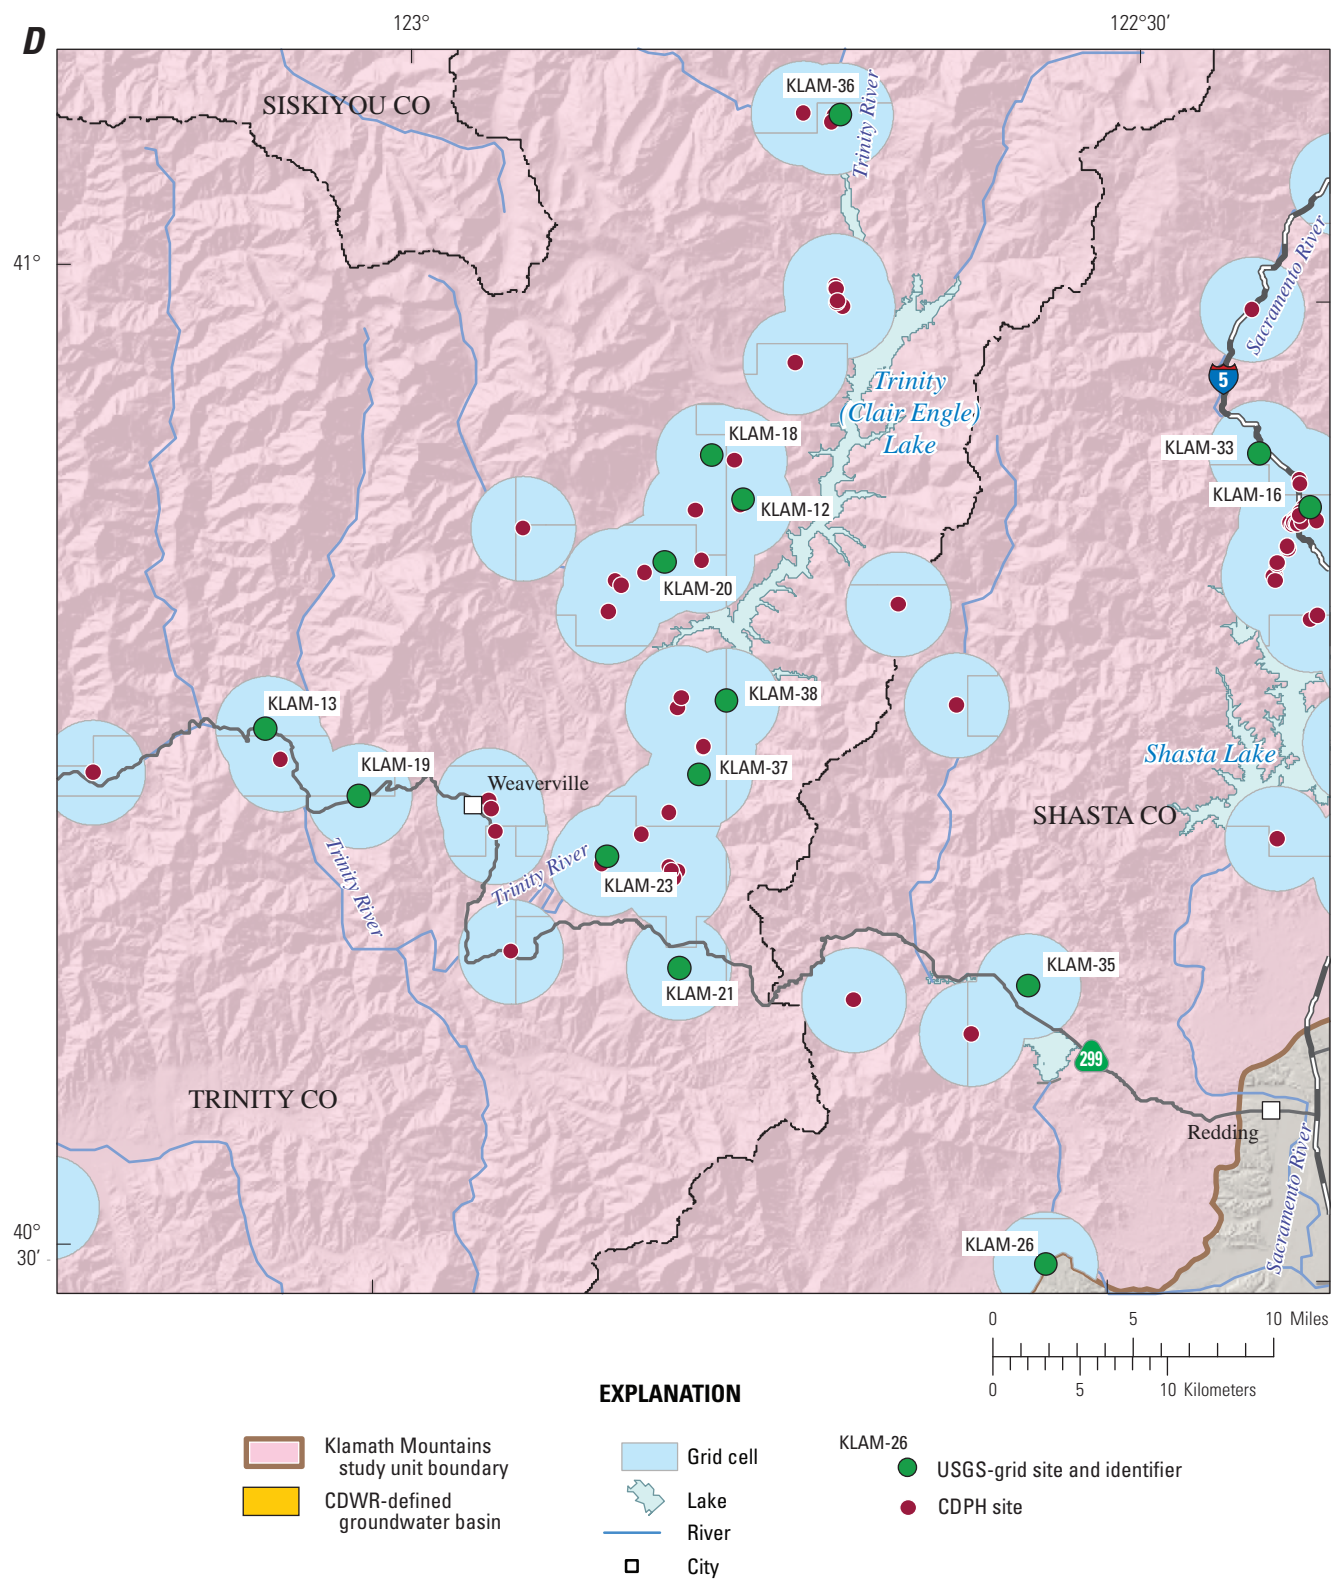 D
123°
122°30′
SISKIYOU CO
KLAM-36
Trinity River
41°
Sacramento River
5
Trinity
(Clair Engle)
Lake
KLAM-18
KLAM-33
KLAM-16
KLAM-12
KLAM-20
KLAM-13
KLAM-38
KLAM-19
KLAM-37
Shasta Lake
Weaverville
SHASTA CO
Trinity River
Trinity River
KLAM-23
KLAM-35
KLAM-21
299
TRINITY CO
Redding
Sacramento River
40°
30′
KLAM-26
0 5 10 Miles
0 5 10 Kilometers
EXPLANATION
Klamath Mountains
study unit boundary
CDWR-defined
groundwater basin
Grid cell
Lake
River
City
KLAM-26
USGS-grid site and identifier
CDPH site